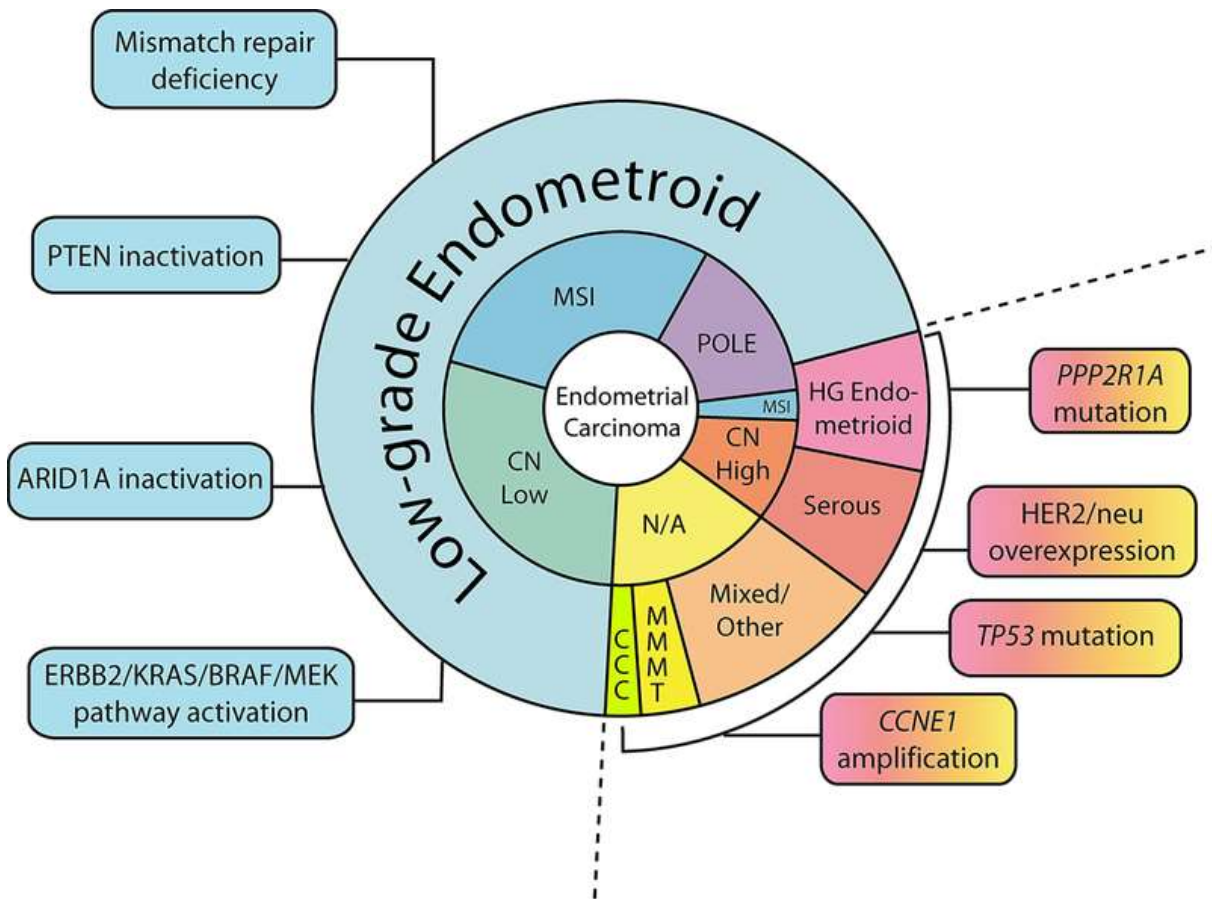 Mismatch repair
deficiency
PTEN inactivation
ARID1A inactivation
ERBB2/KRAS/BRAF/MEK
pathway activation
Low-grade Endometroid
MSI
POLE
MSI
CN
High
N/A
CN
Low
Endometrial
Carcinoma
HG Endo-
metrioid
Serous
Mixed/
Other
MMMT
CCC
PPP2R1A
mutation
HER2/neu
overexpression
TP53 mutation
CCNE1
amplification